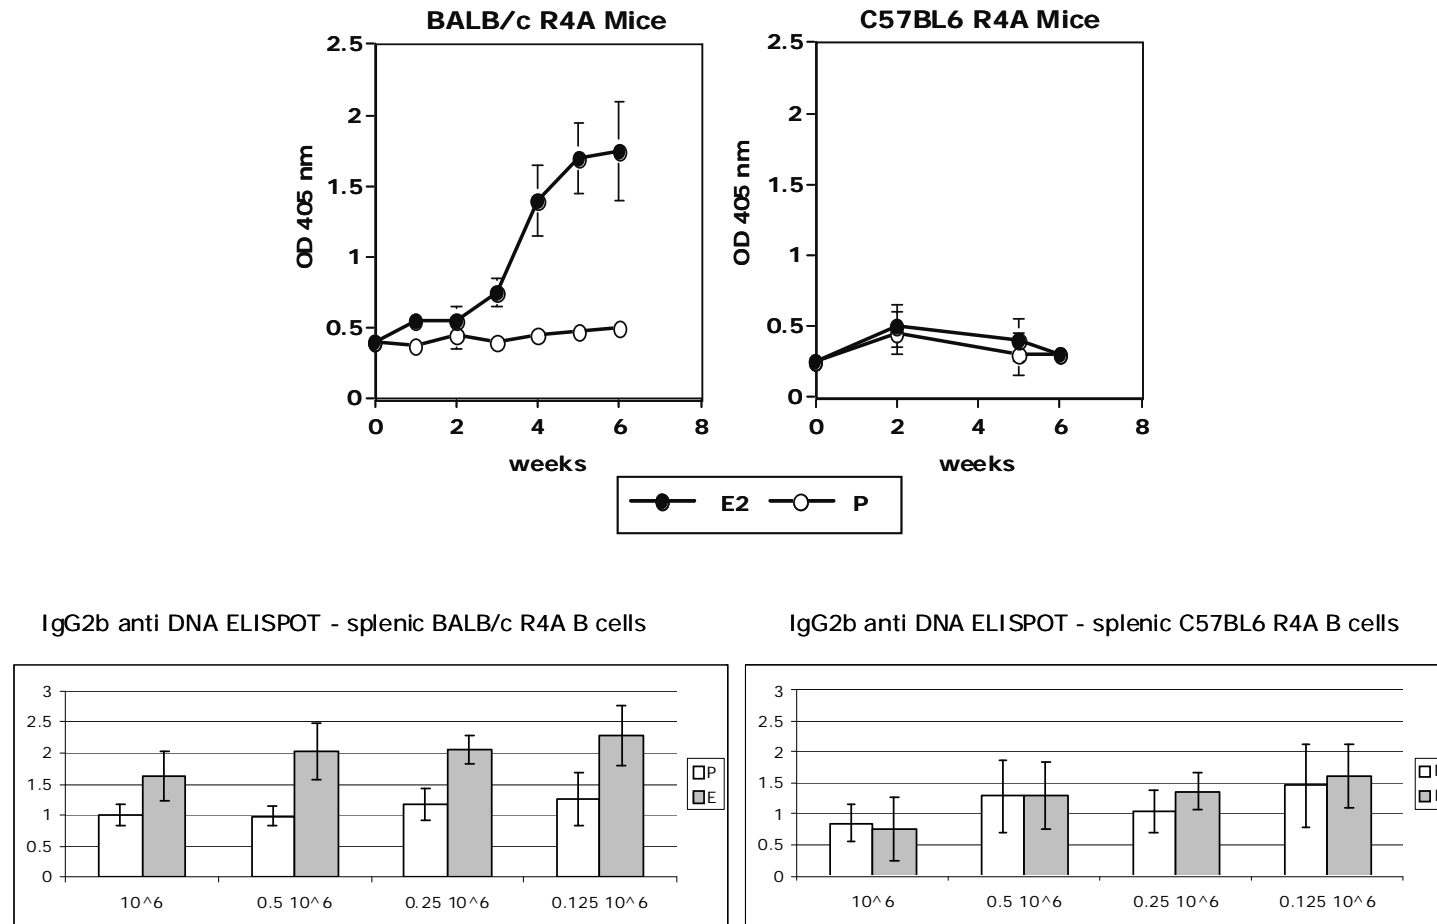 BALB/c R4A Mice
2.5
2
1.5
1
0.5
0
OD 405 nm
0 2 4 6 8
weeks
C57BL6 R4A Mice
2.5
2
1.5
1
0.5
0
OD 405 nm
0 2 4 6 8
weeks
E2 P
IgG2b anti DNA ELISPOT - splenic BALB/c R4A B cells
3
2.5
2
1.5
1
0.5
0
10^6 0.5 10^6 0.25 10^6 0.125 10^6
P
E
IgG2b anti DNA ELISPOT - splenic C57BL6 R4A B cells
3
2.5
2
1.5
1
0.5
0
10^6 0.5 10^6 0.25 10^6 0.125 10^6